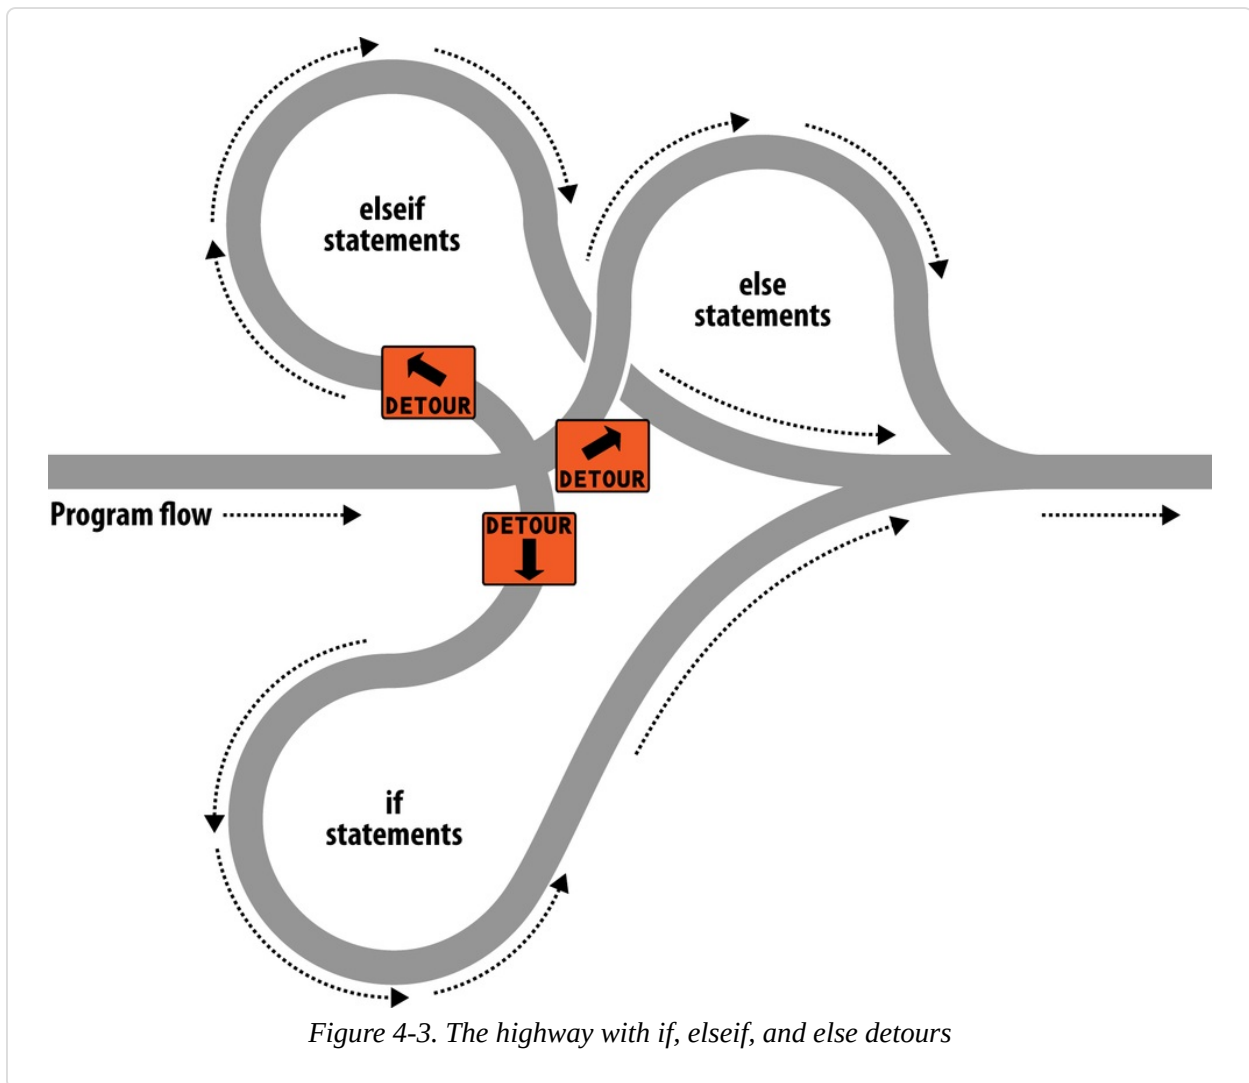 elseif
statements
else
statements
DETOUR
DETOUR
Program flow
DETOUR
if
statements
Figure 4-3. The highway with if, elseif, and else detours